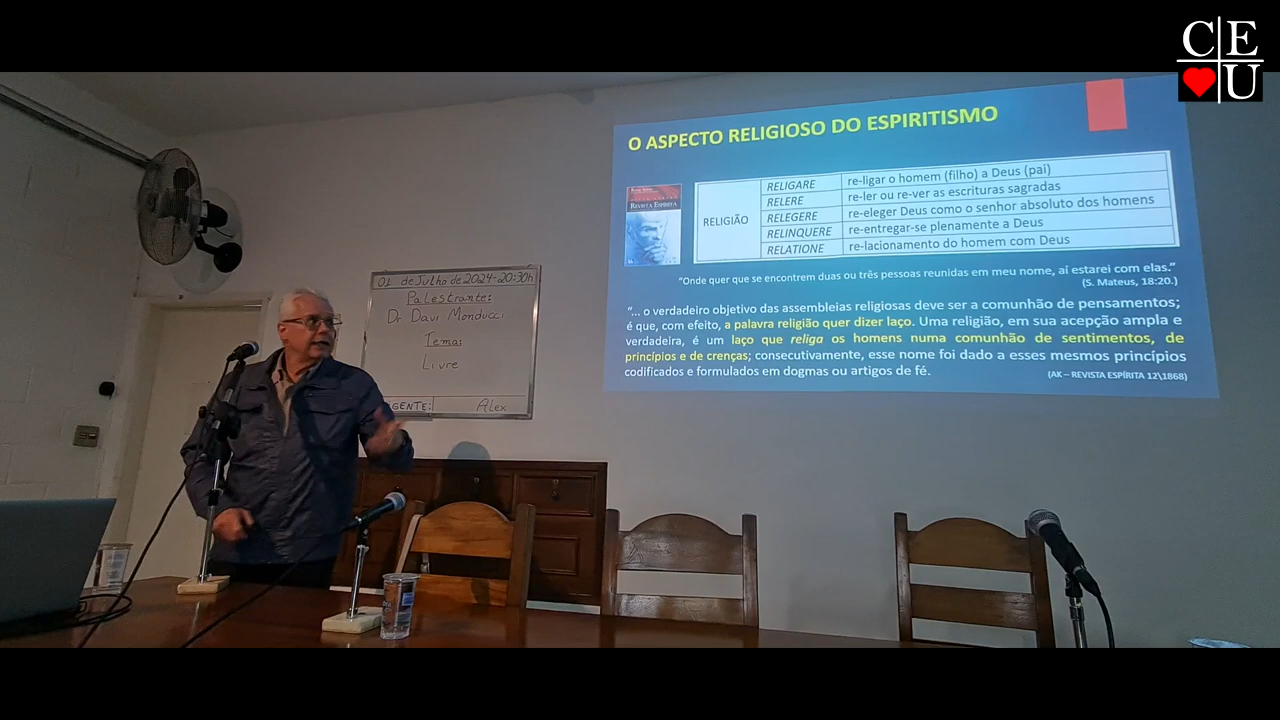 CE
U
01 de Julho de 2024-20:30h
Palestrante:
Dr Davi Monducci
Tema:
Livre
GENTE: Alex
O ASPECTO RELIGIOSO DO ESPIRITISMO
REVISTA ESPÍRITA
RELIGIÃO
RELIGARE re-ligar o homem (filho) a Deus (pai)
RELERE re-ler ou re-ver as escrituras sagradas
RELEGERE re-eleger Deus como o senhor absoluto dos homens
RELINQUERE re-entregar-se plenamente a Deus
RELATIONE re-lacionamento do homem com Deus
"Onde quer que se encontrem duas ou três pessoas reunidas em meu nome, aí estarei com elas."
(S. Mateus, 18:20.)
"... o verdadeiro objetivo das assembleias religiosas deve ser a comunhão de pensamentos;
é que, com efeito, a palavra religião quer dizer laço. Uma religião, em sua acepção ampla e
verdadeira, é um laço que religa os homens numa comunhão de sentimentos, de
princípios e de crenças; consecutivamente, esse nome foi dado a esses mesmos princípios
codificados e formulados em dogmas ou artigos de fé.
(AK – REVISTA ESPÍRITA 12\1868)